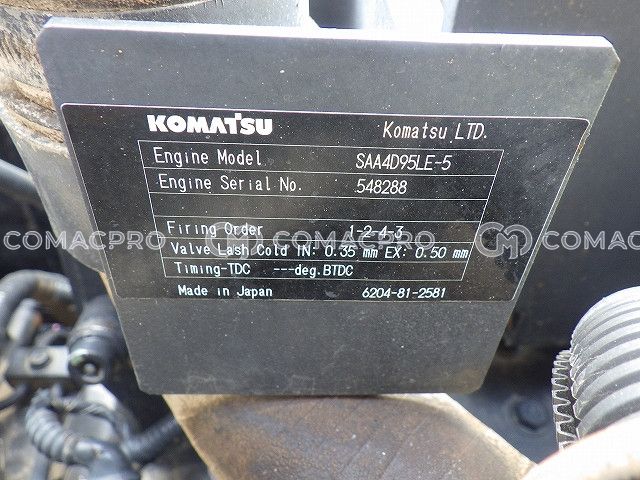 KOMATSU Komatsu LTD.
Engine Model SAA4D95LE-5
Engine Serial No. 548288
Firing Order 1-2-4-3
COMACPRO COMACPRO COMACPRO
Valve Lash Cold IN: 0.35 mm EX: 0.50 mm
Timing-TDC ---deg.BTDC
Made in Japan 6204-81-2581